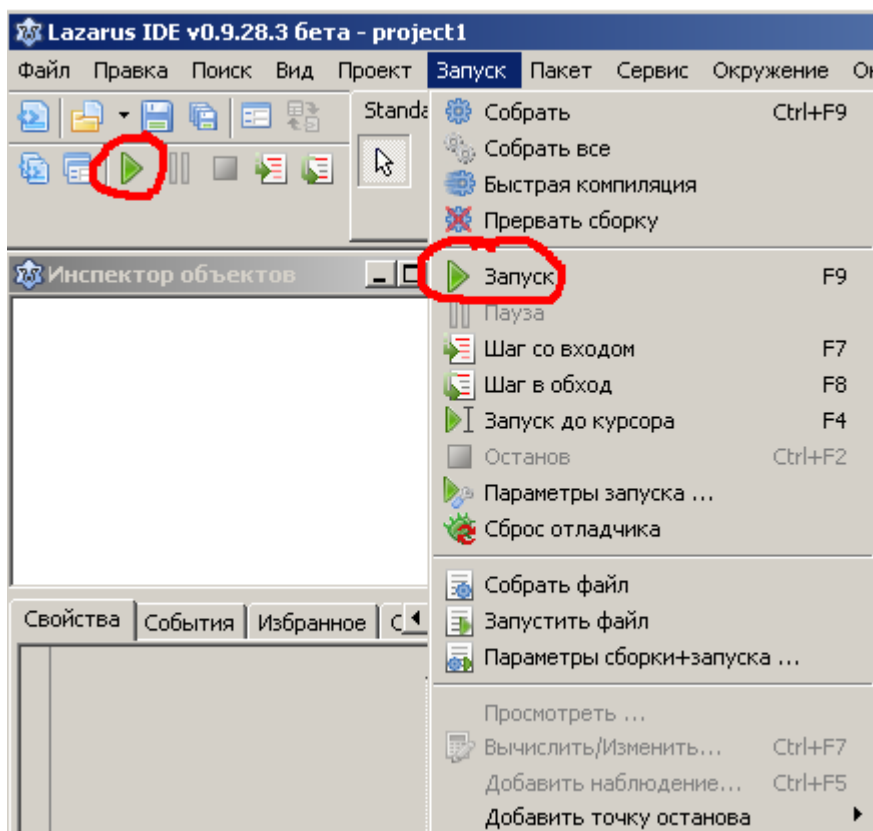 Lazarus IDE v0.9.28.3 бета - project1
Файл Правка Поиск Вид Проект Запуск Пакет Сервис Окружение
Standa
Собрать Ctrl+F9
Собрать все
Быстрая компиляция
Прервать сборку
Инспектор объектов
Запуск F9
Пауза
Шаг со входом F7
Шаг в обход F8
Запуск до курсора F4
Останов Ctrl+F2
Параметры запуска ...
Сброс отладчика
Собрать файл
Запустить файл
Параметры сборки+запуска ...
Свойства События Избранное С
Просмотреть ...
Вычислить/Изменить... Ctrl+F7
Добавить наблюдение... Ctrl+F5
Добавить точку останова